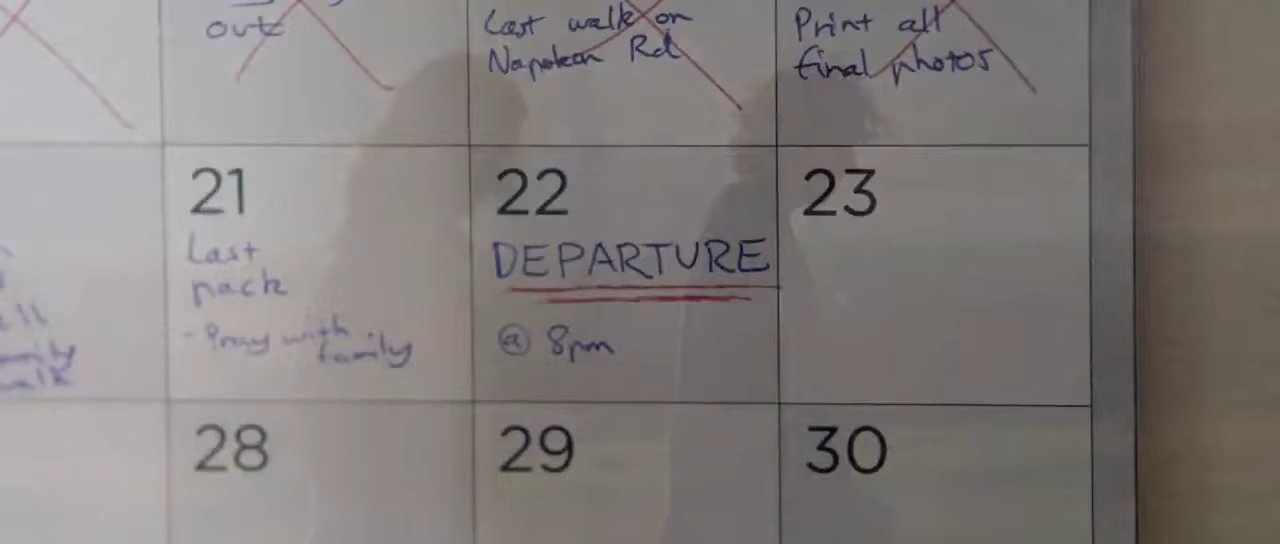 out
Last walk on
Napolean Rd
Print all
final photos
21
Last
pack
- Pray with
family
22
DEPARTURE
@ 8pm
23
28
29
30